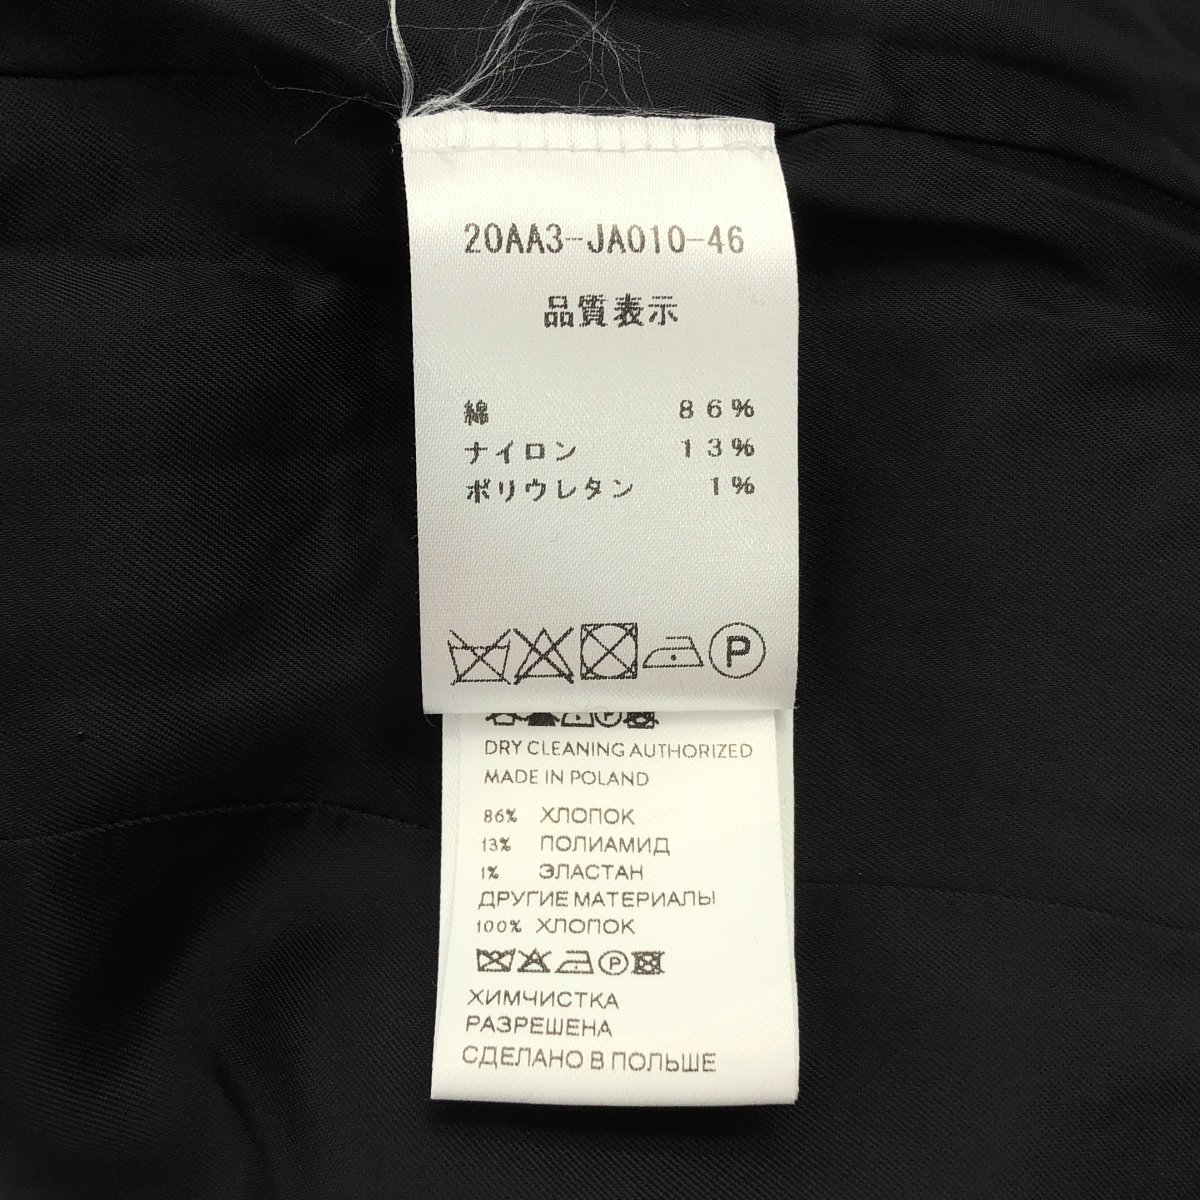 20AA3-JA010-46
品質表示
綿 86%
ナイロン 13%
ポリウレタン 1%
P
DRY CLEANING AUTHORIZED
MADE IN POLAND
86% ХЛОПОК
13% ПОЛИАМИД
1% ЭЛАСТАН
ДРУГИЕ МАТЕРИАЛЫ
100% ХЛОПОК
P
ХИМЧИСТКА
РАЗРЕШЕНА
СДЕЛАНО В ПОЛЬШЕ